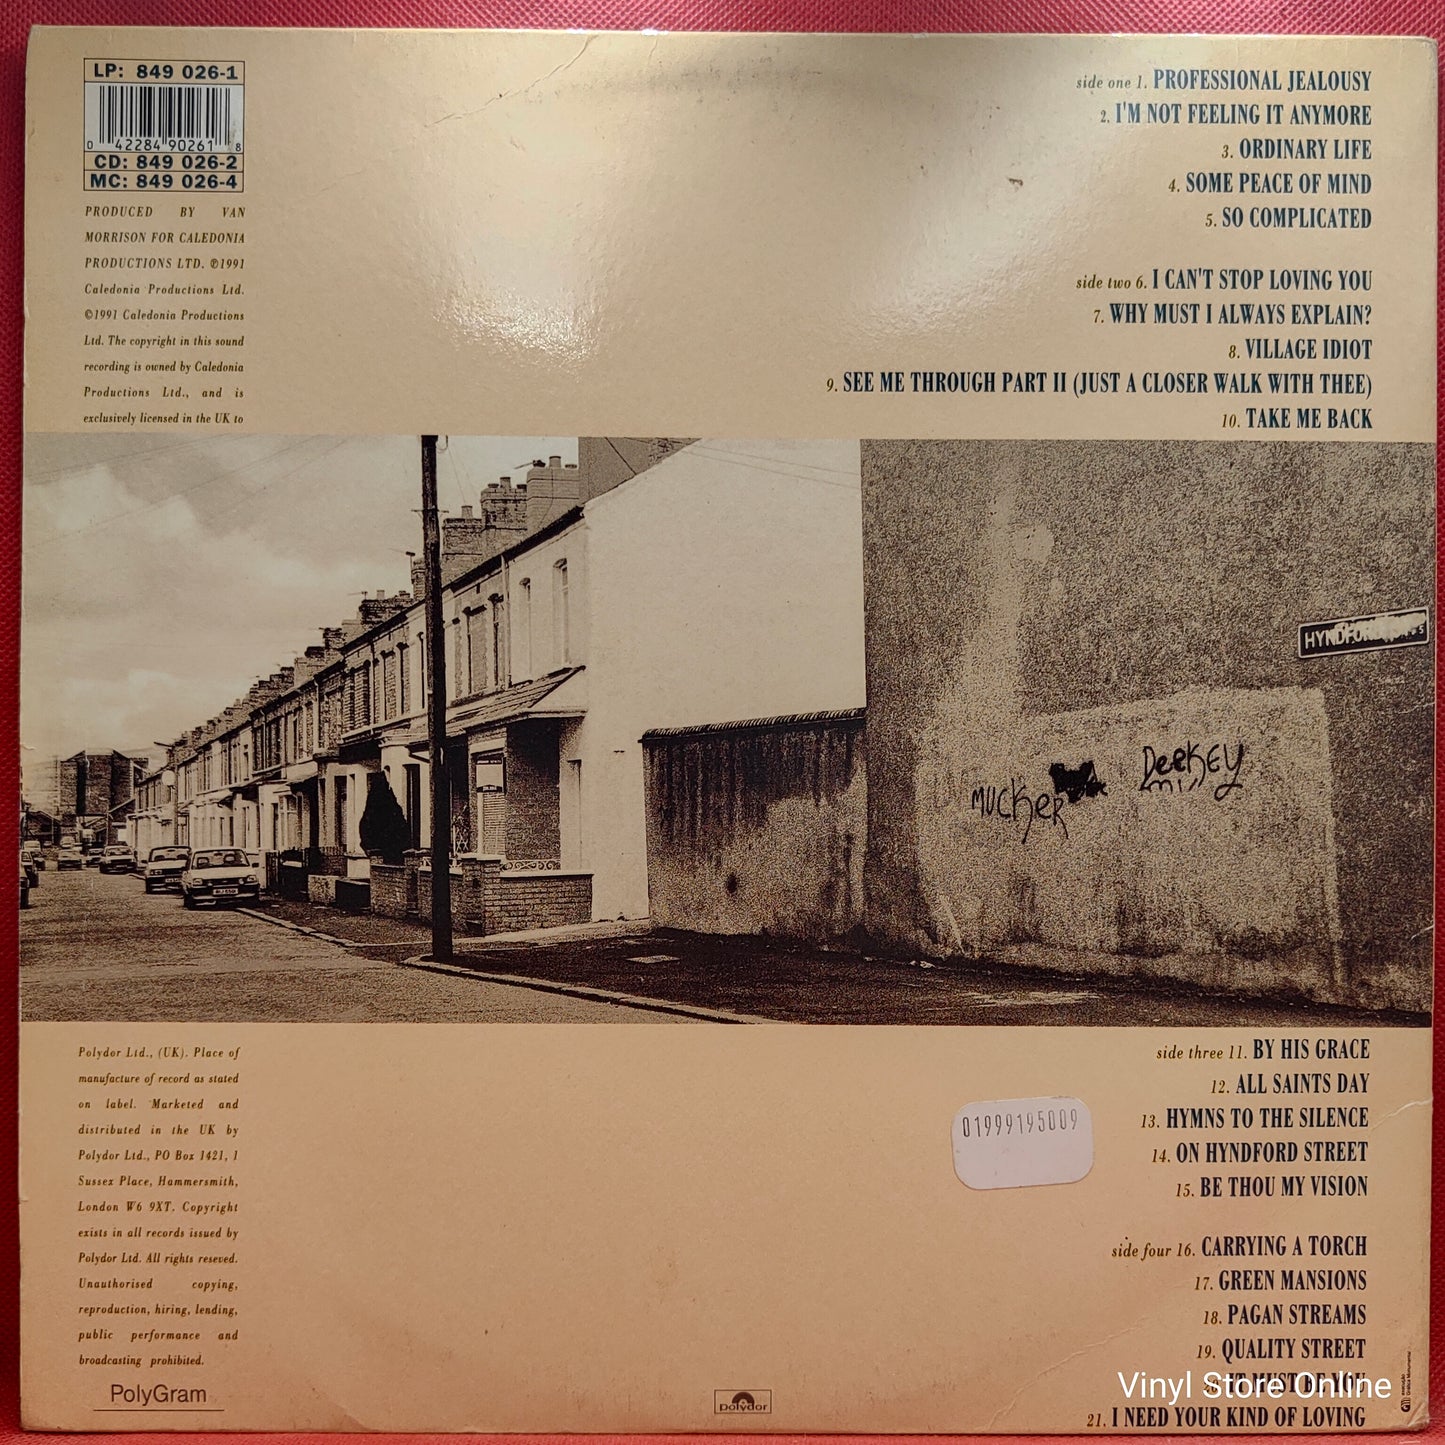 LP: 849 026-1
0 42284 90261 8
CD: 849 026-2
MC: 849 026-4
PRODUCED BY VAN
MORRISON FOR CALEDONIA
PRODUCTIONS LTD. ℗1991
Caledonia Productions Ltd.
©1991 Caledonia Productions
Ltd. The copyright in this sound
recording is owned by Caledonia
Productions Ltd., and is
exclusively licensed in the UK to
side one 1. PROFESSIONAL JEALOUSY
2. I'M NOT FEELING IT ANYMORE
3. ORDINARY LIFE
4. SOME PEACE OF MIND
5. SO COMPLICATED
side two 6. I CAN'T STOP LOVING YOU
7. WHY MUST I ALWAYS EXPLAIN?
8. VILLAGE IDIOT
9. SEE ME THROUGH PART II (JUST A CLOSER WALK WITH THEE)
10. TAKE ME BACK
HYNDFORD
MUCKER
DeeKEY
Polydor Ltd., (UK). Place of
manufacture of record as stated
on label. Marketed and
distributed in the UK by
Polydor Ltd., PO Box 1421, 1
Sussex Place, Hammersmith,
London W6 9XT. Copyright
exists in all records issued by
Polydor Ltd. All rights reseved.
Unauthorised copying,
reproduction, hiring, lending,
public performance and
broadcasting prohibited.
PolyGram
polydor
01999195009
side three 11. BY HIS GRACE
12. ALL SAINTS DAY
13. HYMNS TO THE SILENCE
14. ON HYNDFORD STREET
15. BE THOU MY VISION
side four 16. CARRYING A TORCH
17. GREEN MANSIONS
18. PAGAN STREAMS
19. QUALITY STREET
20. IT MUST BE YOU
Vinyl Store Online
21. I NEED YOUR KIND OF LOVING